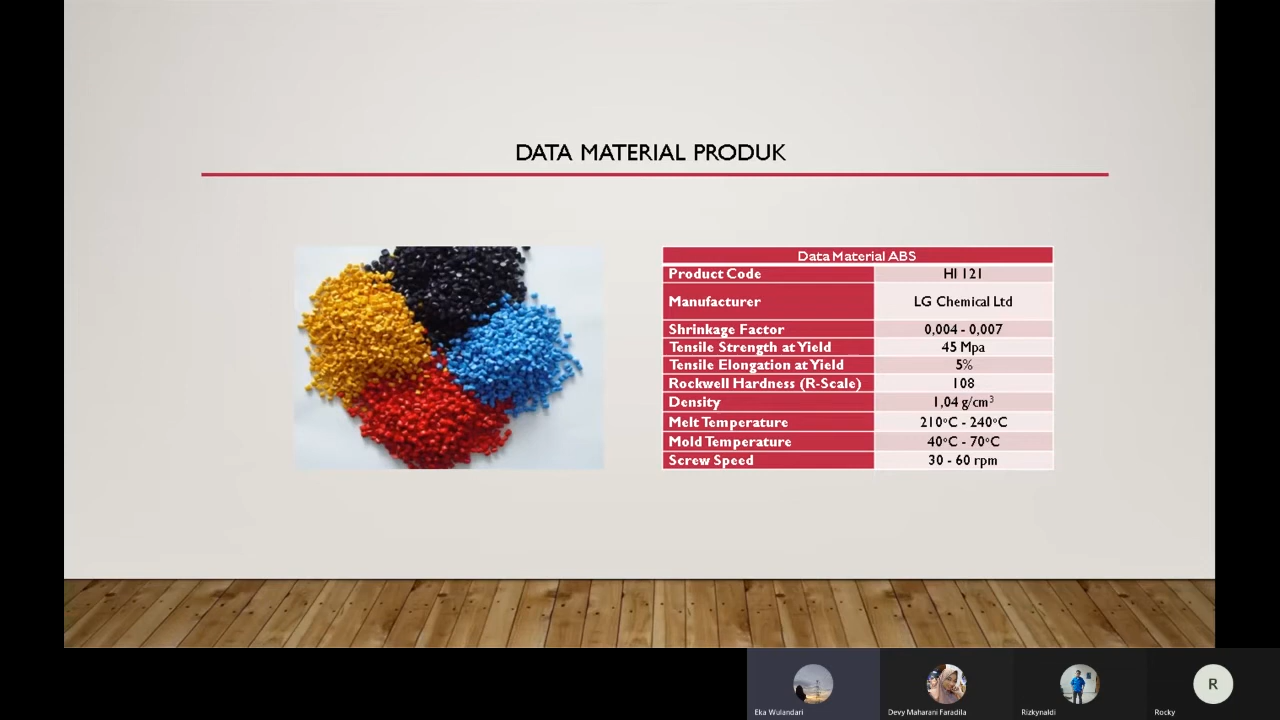 DATA MATERIAL PRODUK
Data Material ABS
Product Code HI 121
Manufacturer LG Chemical Ltd
Shrinkage Factor 0,004 - 0,007
Tensile Strength at Yield 45 Mpa
Tensile Elongation at Yield 5%
Rockwell Hardness (R-Scale) 108
Density 1,04 g/cm³
Melt Temperature 210°C - 240°C
Mold Temperature 40°C - 70°C
Screw Speed 30 - 60 rpm
R
Eka Wulandari Devy Maharani Faradila Rizkynaldi Rocky